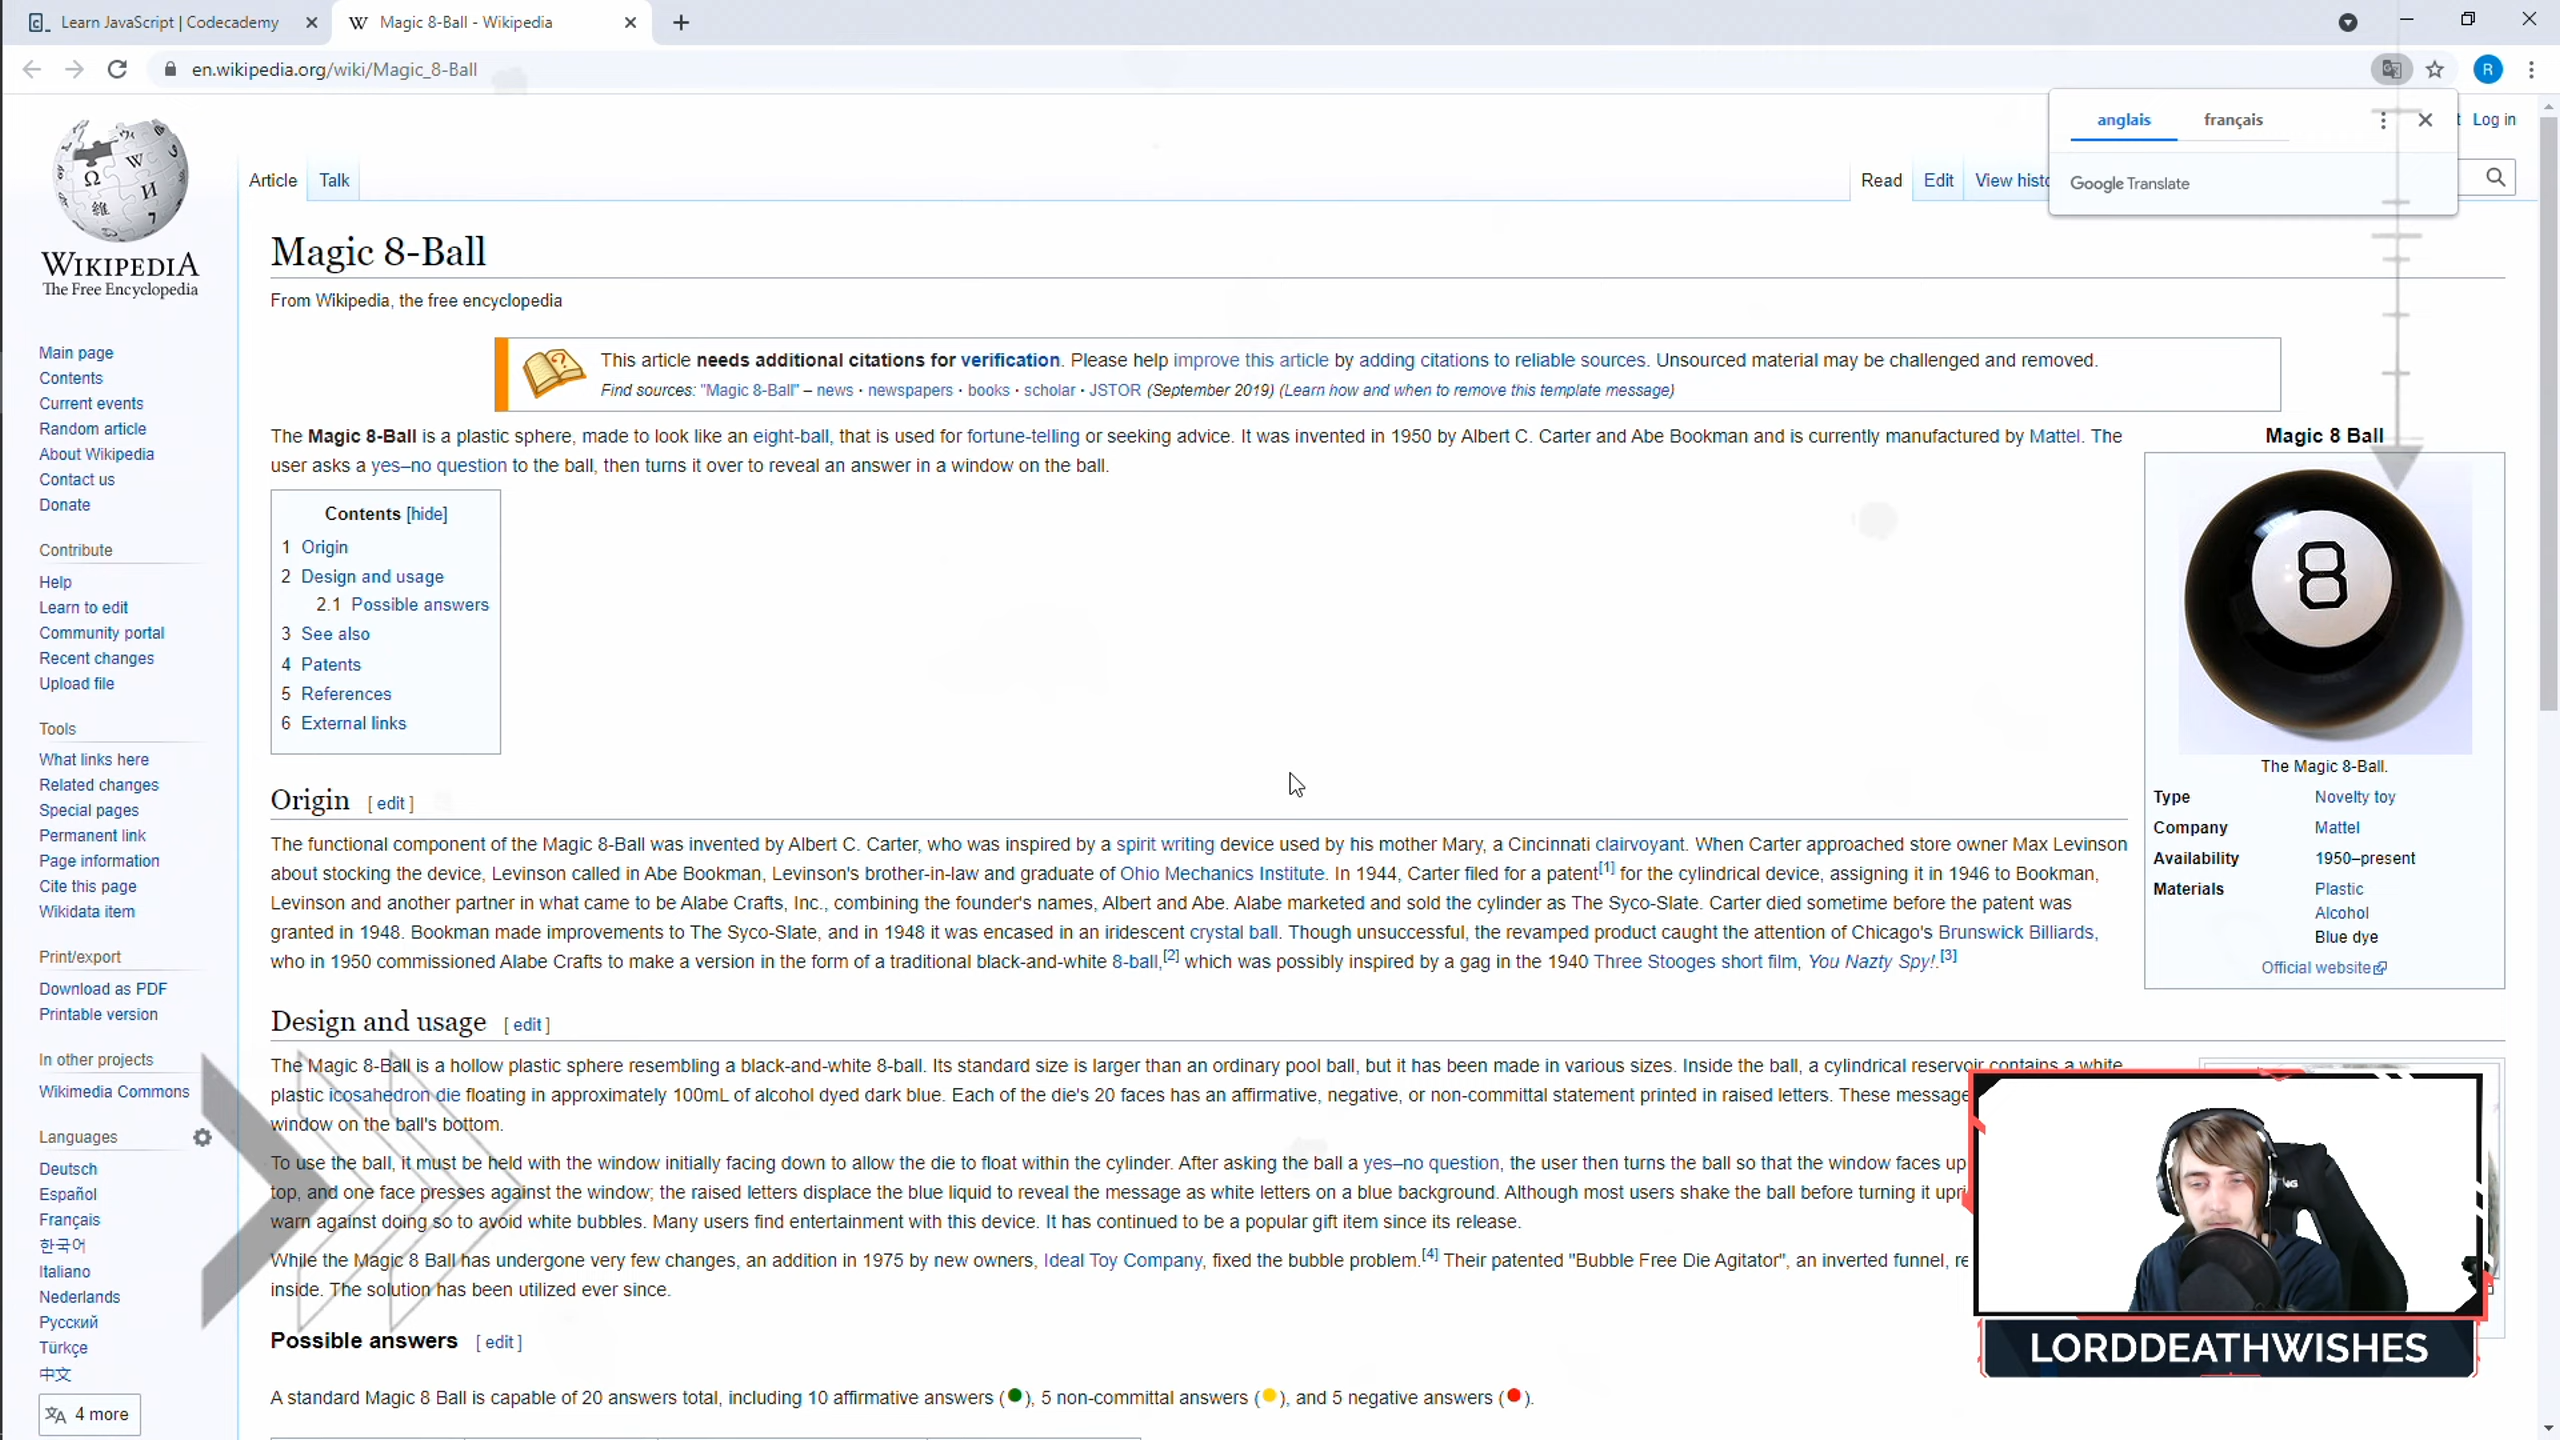 Learn JavaScript | Codecademy
Magic 8-Ball - Wikipedia
en.wikipedia.org/wiki/Magic_8-Ball
R
anglais français
Google Translate
Log in
WIKIPEDIA
The Free Encyclopedia
Main page
Contents
Current events
Random article
About Wikipedia
Contact us
Donate
Contribute
Help
Learn to edit
Community portal
Recent changes
Upload file
Tools
What links here
Related changes
Special pages
Permanent link
Page information
Cite this page
Wikidata item
Print/export
Download as PDF
Printable version
In other projects
Wikimedia Commons
Languages
Deutsch
Español
Français
한국어
Italiano
Nederlands
Русский
Türkçe
中文
4 more
Article Talk
Read Edit View
Magic 8-Ball
From Wikipedia, the free encyclopedia
This article needs additional citations for verification. Please help improve this article by adding citations to reliable sources. Unsourced material may be challenged and removed.
Find sources: "Magic 8-Ball" – news · newspapers · books · scholar · JSTOR (September 2019) (Learn how and when to remove this template message)
The Magic 8-Ball is a plastic sphere, made to look like an eight-ball, that is used for fortune-telling or seeking advice. It was invented in 1950 by Albert C. Carter and Abe Bookman and is currently manufactured by Mattel. The
user asks a yes–no question to the ball, then turns it over to reveal an answer in a window on the ball.
Contents [hide]
1 Origin
2 Design and usage
2.1 Possible answers
3 See also
4 Patents
5 References
6 External links
Magic 8 Ball
8
The Magic 8-Ball.
Type Novelty toy
Company Mattel
Availability 1950–present
Materials Plastic
Alcohol
Blue dye
Official website
Origin [ edit ]
The functional component of the Magic 8-Ball was invented by Albert C. Carter, who was inspired by a spirit writing device used by his mother Mary, a Cincinnati clairvoyant. When Carter approached store owner Max Levinson
about stocking the device, Levinson called in Abe Bookman, Levinson's brother-in-law and graduate of Ohio Mechanics Institute. In 1944, Carter filed for a patent[1] for the cylindrical device, assigning it in 1946 to Bookman,
Levinson and another partner in what came to be Alabe Crafts, Inc., combining the founder's names, Albert and Abe. Alabe marketed and sold the cylinder as The Syco-Slate. Carter died sometime before the patent was
granted in 1948. Bookman made improvements to The Syco-Slate, and in 1948 it was encased in an iridescent crystal ball. Though unsuccessful, the revamped product caught the attention of Chicago's Brunswick Billiards,
who in 1950 commissioned Alabe Crafts to make a version in the form of a traditional black-and-white 8-ball,[2] which was possibly inspired by a gag in the 1940 Three Stooges short film, You Nazty Spy!.[3]
Design and usage [ edit ]
The Magic 8-Ball is a hollow plastic sphere resembling a black-and-white 8-ball. Its standard size is larger than an ordinary pool ball, but it has been made in various sizes. Inside the ball, a cylindrical reservoir contains a white
plastic icosahedron die floating in approximately 100mL of alcohol dyed dark blue. Each of the die's 20 faces has an affirmative, negative, or non-committal statement printed in raised letters. These message
window on the ball's bottom.
To use the ball, it must be held with the window initially facing down to allow the die to float within the cylinder. After asking the ball a yes–no question, the user then turns the ball so that the window faces up
top, and one face presses against the window; the raised letters displace the blue liquid to reveal the message as white letters on a blue background. Although most users shake the ball before turning it upri
warn against doing so to avoid white bubbles. Many users find entertainment with this device. It has continued to be a popular gift item since its release.
While the Magic 8 Ball has undergone very few changes, an addition in 1975 by new owners, Ideal Toy Company, fixed the bubble problem.[4] Their patented "Bubble Free Die Agitator", an inverted funnel, re
inside. The solution has been utilized ever since.
Possible answers [ edit ]
A standard Magic 8 Ball is capable of 20 answers total, including 10 affirmative answers (●), 5 non-committal answers (●), and 5 negative answers (●).
LORDDEATHWISHES